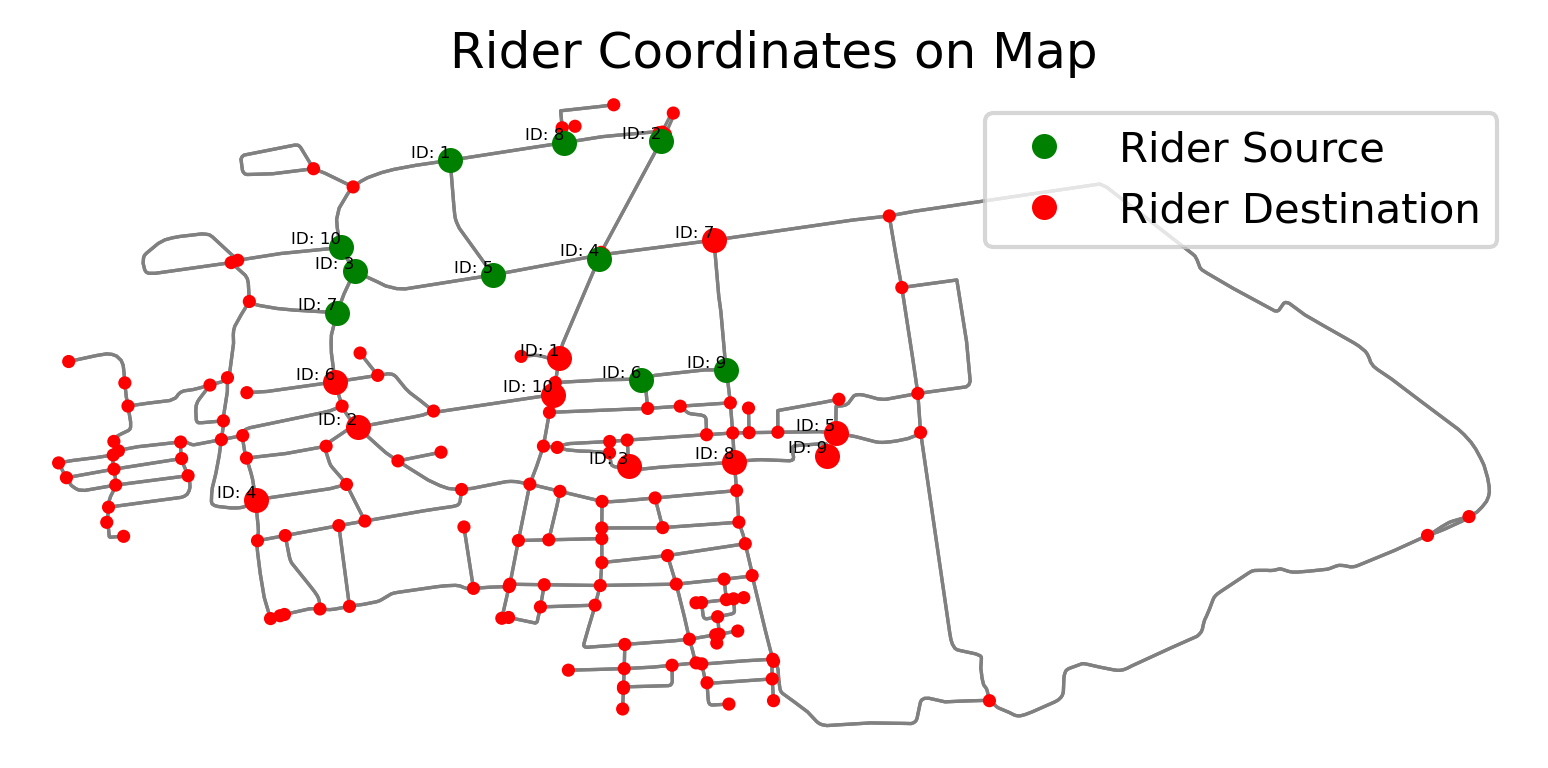 Rider Coordinates on Map
Rider Source
Rider Destination
ID: 8
ID: 2
ID: 1
ID: 7
ID: 10
ID: 4
ID: 3
ID: 5
ID: 7
ID: 1
ID: 9
ID: 6
ID: 6
ID: 10
ID: 2
ID: 5
ID: 9
ID: 8
ID: 3
ID: 4